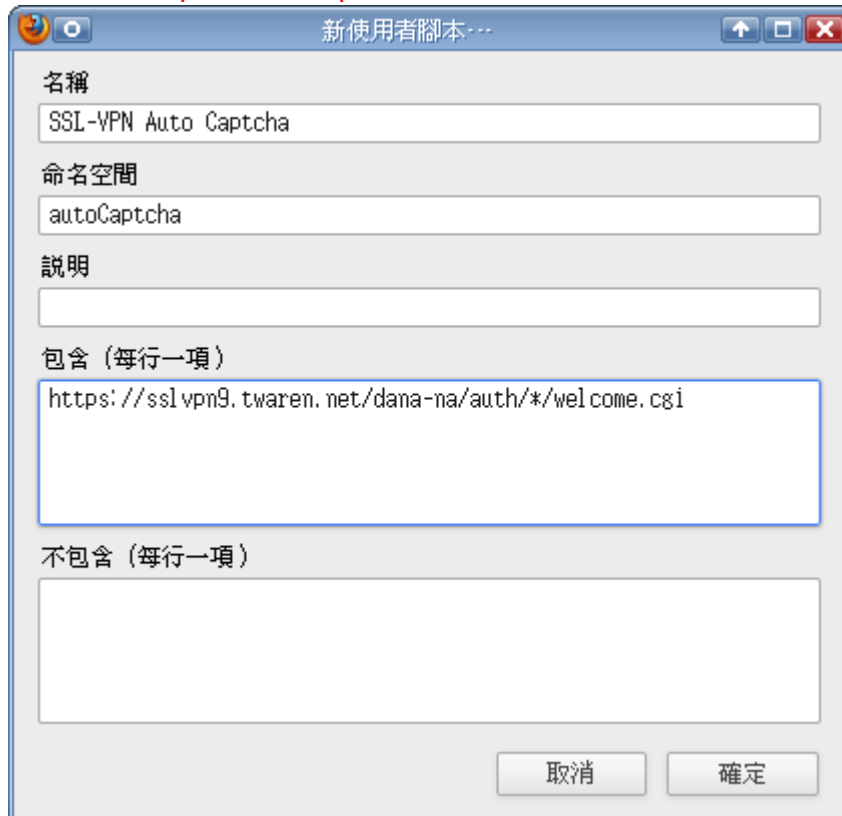 新使用者腳本…
名稱
SSL-VPN Auto Captcha
命名空間
autoCaptcha
説明
包含 (每行一項)
https://sslvpn9.twaren.net/dana-na/auth/*/welcome.cgi
不包含 (每行一項)
取消
確定